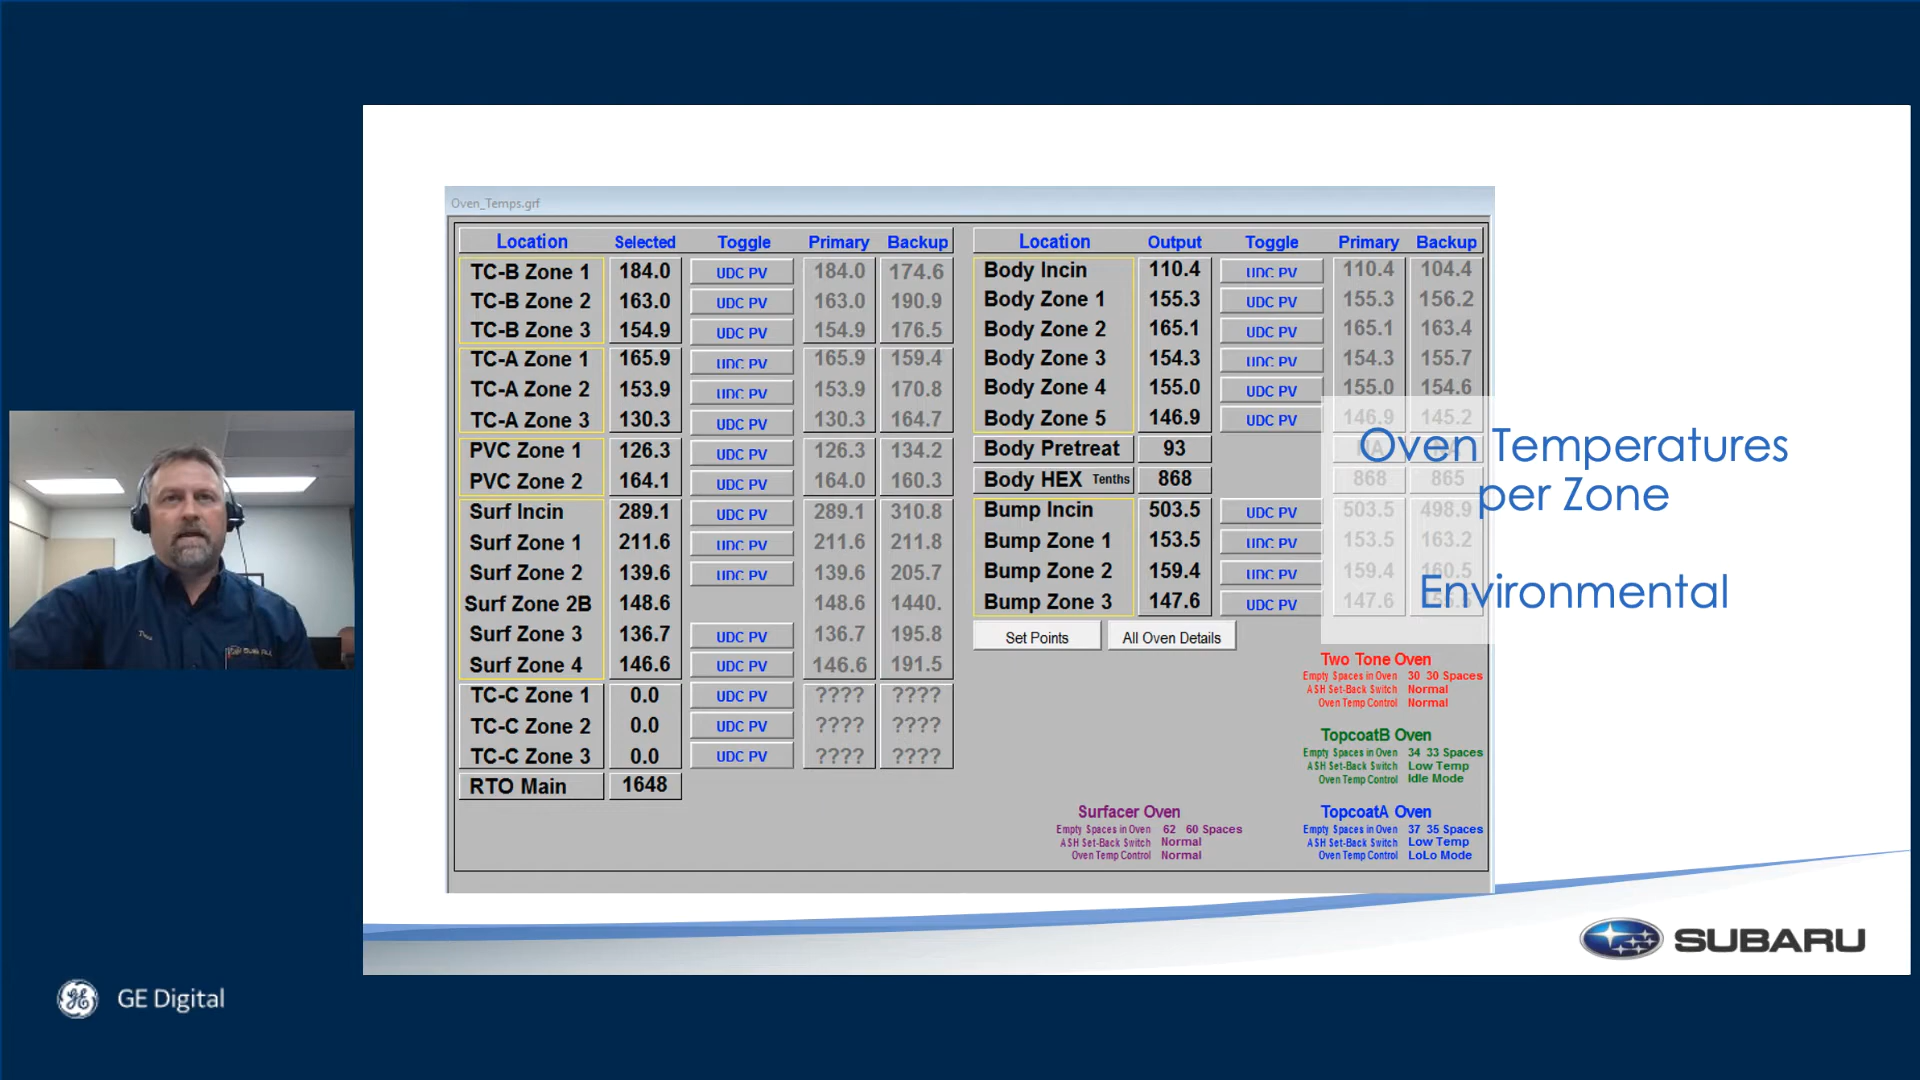 Oven_Temps.grf
Location Selected Toggle Primary Backup
TC-B Zone 1 184.0 UDC PV 184.0 174.6
TC-B Zone 2 163.0 UDC PV 163.0 190.9
TC-B Zone 3 154.9 UDC PV 154.9 176.5
TC-A Zone 1 165.9 UDC PV 165.9 159.4
TC-A Zone 2 153.9 UDC PV 153.9 170.8
TC-A Zone 3 130.3 UDC PV 130.3 164.7
PVC Zone 1 126.3 UDC PV 126.3 134.2
PVC Zone 2 164.1 UDC PV 164.0 160.3
Surf Incin 289.1 UDC PV 289.1 310.8
Surf Zone 1 211.6 UDC PV 211.6 211.8
Surf Zone 2 139.6 UDC PV 139.6 205.7
Surf Zone 2B 148.6 148.6 1440.
Surf Zone 3 136.7 UDC PV 136.7 195.8
Surf Zone 4 146.6 UDC PV 146.6 191.5
TC-C Zone 1 0.0 UDC PV ???? ????
TC-C Zone 2 0.0 UDC PV ???? ????
TC-C Zone 3 0.0 UDC PV ???? ????
RTO Main 1648
Location Output Toggle Primary Backup
Body Incin 110.4 UDC PV 110.4 104.4
Body Zone 1 155.3 UDC PV 155.3 156.2
Body Zone 2 165.1 UDC PV 165.1 163.4
Body Zone 3 154.3 UDC PV 154.3 155.7
Body Zone 4 155.0 UDC PV 155.0 154.6
Body Zone 5 146.9 UDC PV 146.9 145.2
Body Pretreat 93
Body HEX Tenths 868 868 865
Bump Incin 503.5 UDC PV 503.5 498.9
Bump Zone 1 153.5 UDC PV 153.5 163.2
Bump Zone 2 159.4 UDC PV 159.4 160.5
Bump Zone 3 147.6 UDC PV 147.6
Set Points All Oven Details
Oven Temperatures
per Zone
Environmental
Two Tone Oven
Empty Spaces in Oven 30 30 Spaces
ASH Set-Back Switch Normal
Oven Temp Control Normal
TopcoatB Oven
Empty Spaces in Oven 34 33 Spaces
ASH Set-Back Switch Low Temp
Oven Temp Control Idle Mode
Surfacer Oven
Empty Spaces in Oven 62 60 Spaces
ASH Set-Back Switch Normal
Oven Temp Control Normal
TopcoatA Oven
Empty Spaces in Oven 37 35 Spaces
ASH Set-Back Switch Low Temp
Oven Temp Control LoLo Mode
SUBARU
GE Digital